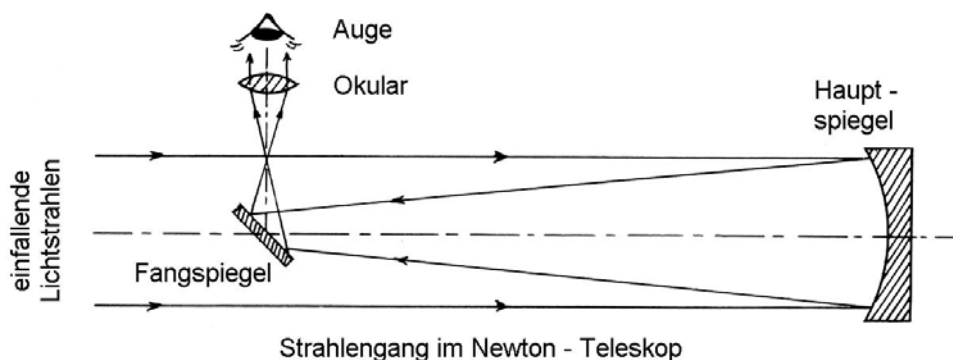 Auge
Okular
Haupt -
spiegel
einfallende
Lichtstrahlen
Fangspiegel
Strahlengang im Newton - Teleskop